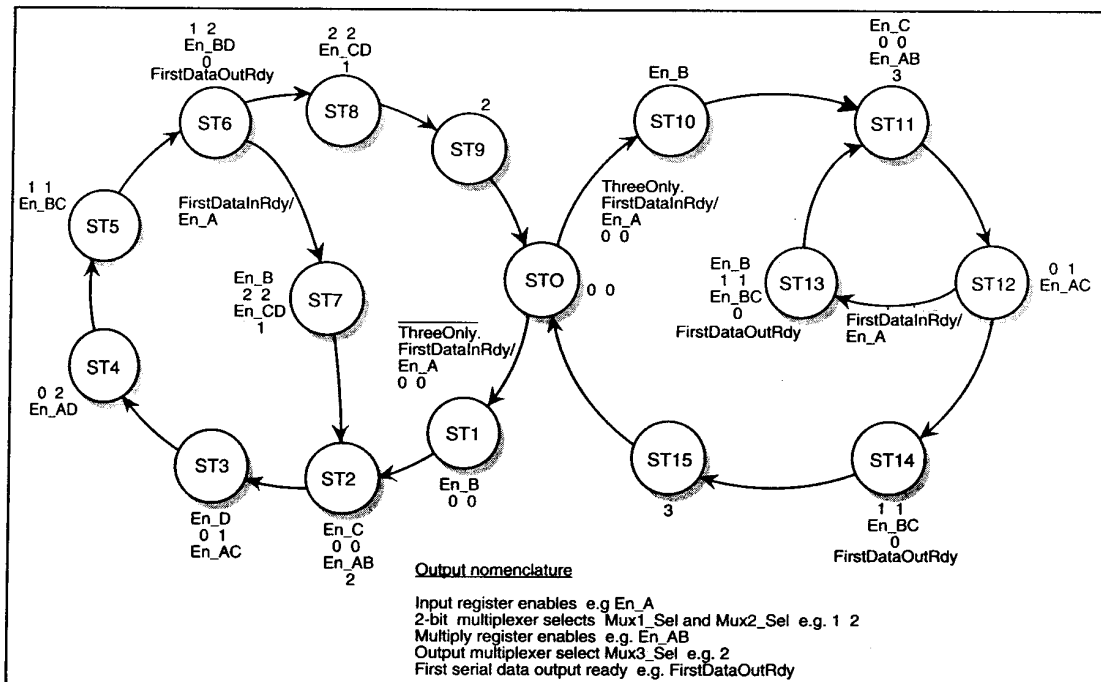 1 2
En_BD
0
FirstDataOutRdy
ST6
2 2
En_CD
1
ST8
2
ST9
En_B
ST10
En_C
0 0
En_AB
3
ST11
1 1
En_BC
ST5
FirstDataInRdy/
En_A
ThreeOnly.
FirstDataInRdy/
En_A
0 0
STO
0 0
En_B
2 2
En_CD
1
ST7
En_B
1 1
En_BC
0
FirstDataOutRdy
ST13
ST12
0 1
En_AC
FirstDataInRdy/
En_A
ThreeOnly.
FirstDataInRdy/
En_A
0 0
ST4
0 2
En_AD
ST3
En_D
0 1
En_AC
ST2
En_C
0 0
En_AB
2
ST1
En_B
0 0
ST15
3
ST14
1 1
En_BC
0
FirstDataOutRdy
Output nomenclature
Input register enables e.g En_A
2-bit multiplexer selects Mux1_Sel and Mux2_Sel e.g. 1 2
Multiply register enables e.g. En_AB
Output multiplexer select Mux3_Sel e.g. 2
First serial data output ready e.g. FirstDataOutRdy